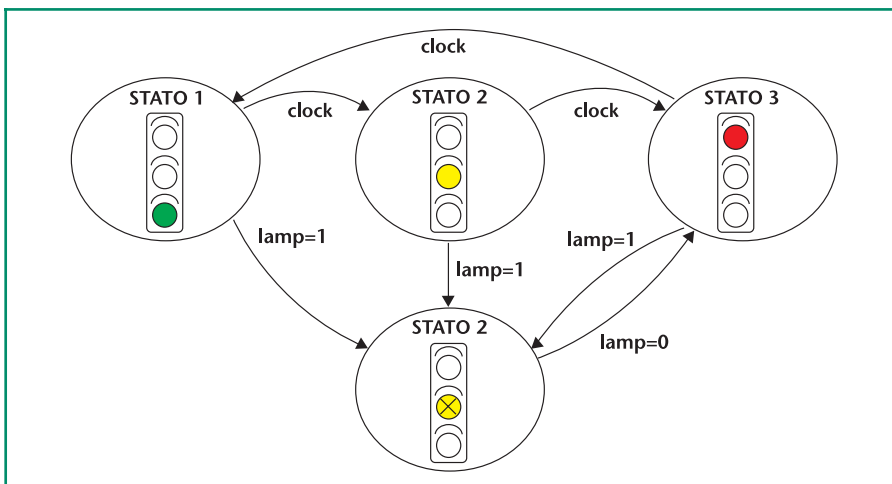 clock
STATO 1
clock
STATO 2
clock
STATO 3
lamp=1
lamp=1
lamp=1
lamp=0
STATO 2